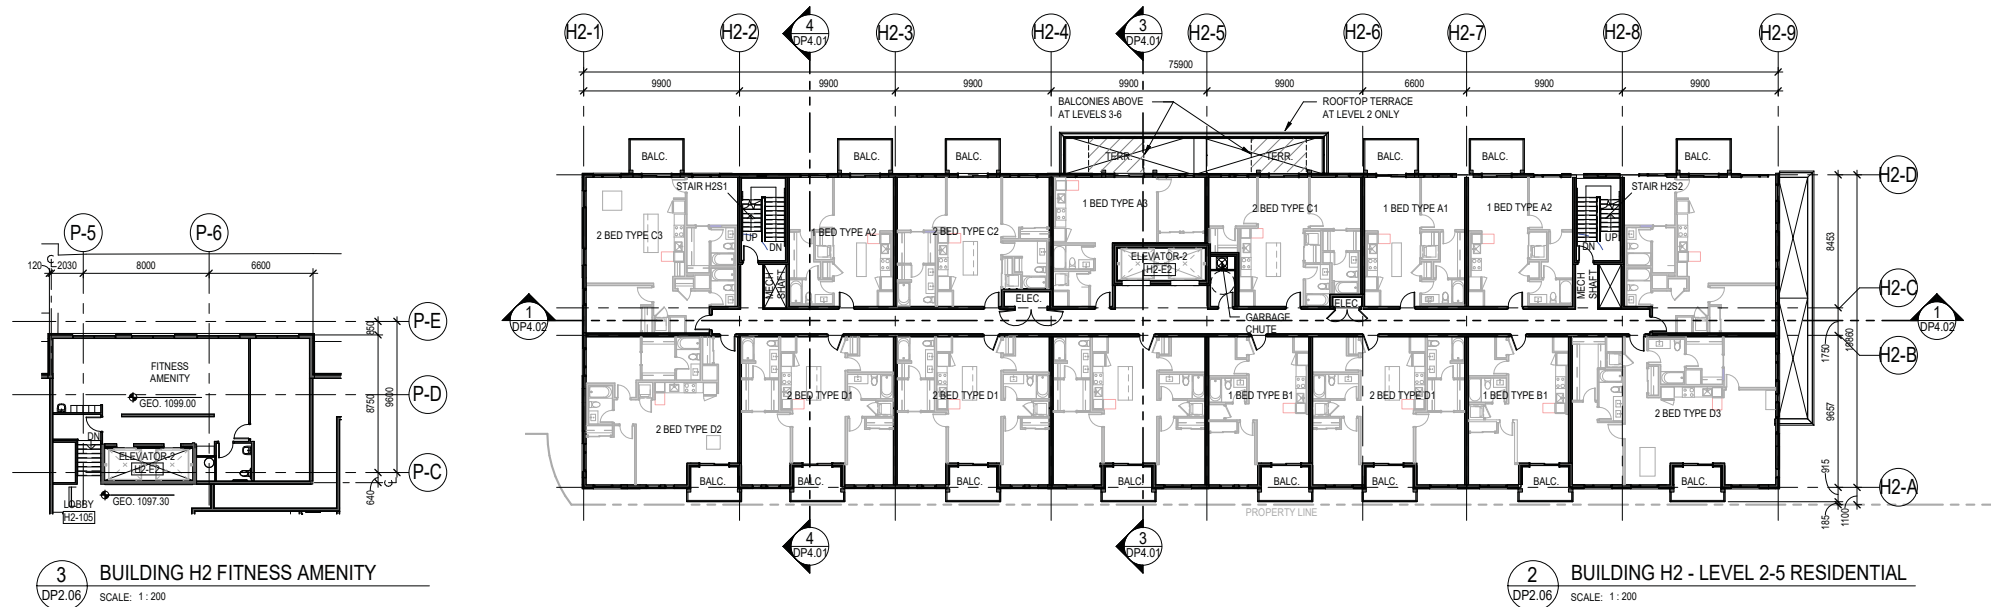 H2-1
H2-2
4
DP4.01
H2-3
H2-4
3
DP4.01
H2-5
H2-6
H2-7
H2-8
H2-9
75900
9900
9900
9900
9900
9900
6600
9900
9900
BALCONIES ABOVE
AT LEVELS 3-6
ROOFTOP TERRACE
AT LEVEL 2 ONLY
BALC.
BALC.
BALC.
TERR.
TERR.
BALC.
BALC.
BALC.
H2-D
STAIR H2S1
STAIR H2S2
2 BED TYPE C3
UP
DN
1 BED TYPE A2
2 BED TYPE C2
1 BED TYPE A3
2 BED TYPE C1
1 BED TYPE A1
1 BED TYPE A2
DN
UP
8453
ELEVATOR-2
H2-E2
MECH
SHAFT
MECH
SHAFT
ELEC.
ELEC.
GARBAGE
CHUTE
H2-C
1
DP4.02
1
DP4.02
1750
H2-B
2 BED TYPE D2
2 BED TYPE D1
2 BED TYPE D1
1 BED TYPE B1
2 BED TYPE D1
1 BED TYPE B1
2 BED TYPE D3
9657
BALC.
BALC.
BALC.
BALC.
BALC.
BALC.
BALC.
BALC.
915
H2-A
185
1100
PROPERTY LINE
4
DP4.01
3
DP4.01
2
DP2.06
BUILDING H2 - LEVEL 2-5 RESIDENTIAL
SCALE: 1 : 200
P-5
P-6
120
2030
8000
6600
P-E
850
FITNESS
AMENITY
GEO. 1099.00
8750
9600
P-D
DN
ELEVATOR-2
H2-E2
P-C
LOBBY
H2-105
GEO. 1097.30
640
3
DP2.06
BUILDING H2 FITNESS AMENITY
SCALE: 1 : 200